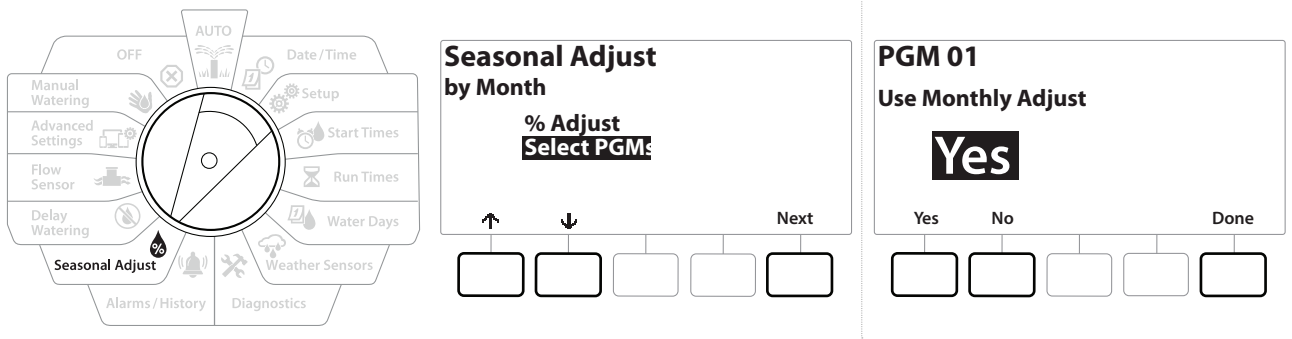 AUTO
OFF
Date / Time
Manual
Watering
Setup
Advanced
Settings
Start Times
Flow
Sensor
Run Times
Delay
Watering
Water Days
Seasonal Adjust
%
Weather Sensors
Alarms / History
Diagnostics
Seasonal Adjust
by Month
% Adjust
Select PGMs
Next
PGM 01
Use Monthly Adjust
Yes
Yes No Done